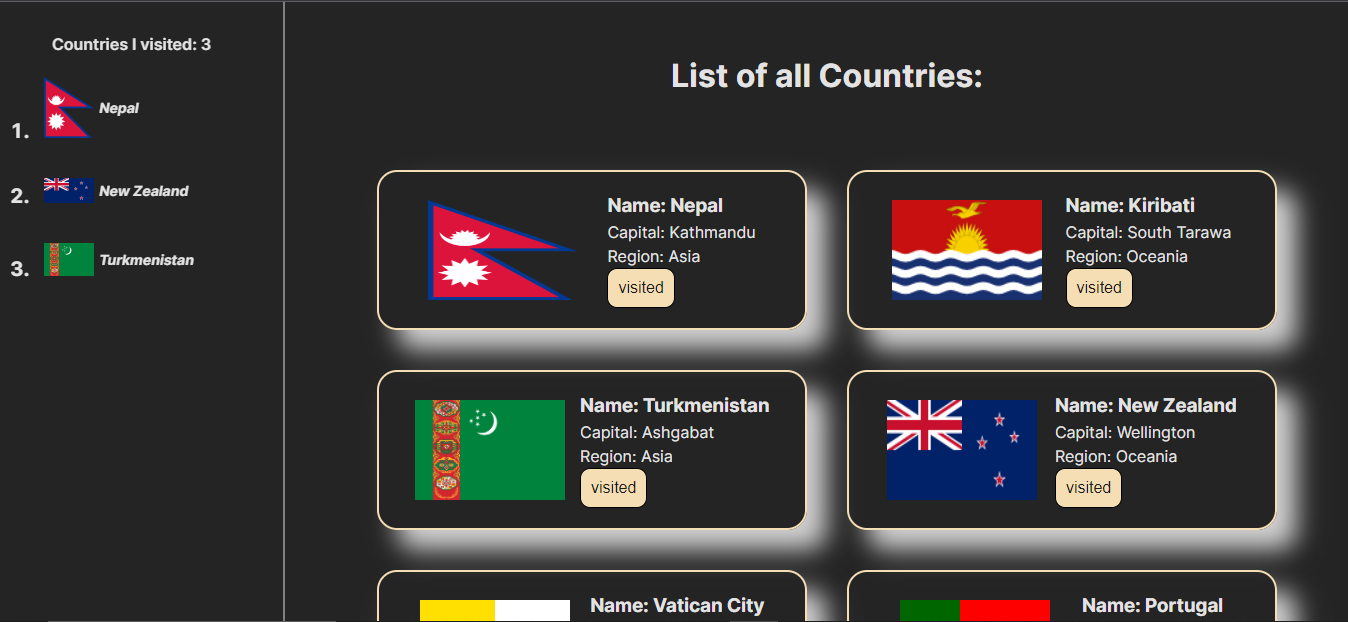 Countries I visited: 3
1. Nepal
2. New Zealand
3. Turkmenistan
List of all Countries:
Name: Nepal
Capital: Kathmandu
Region: Asia
visited
Name: Kiribati
Capital: South Tarawa
Region: Oceania
visited
Name: Turkmenistan
Capital: Ashgabat
Region: Asia
visited
Name: New Zealand
Capital: Wellington
Region: Oceania
visited
Name: Vatican City
Name: Portugal